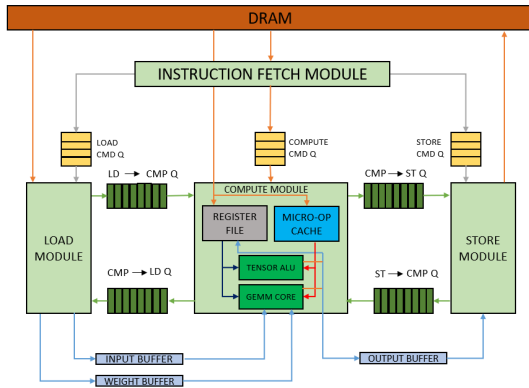 DRAM
INSTRUCTION FETCH MODULE
LOAD
CMD Q
COMPUTE
CMD Q
STORE
CMD Q
LD → CMP Q
COMPUTE MODULE
CMP → ST Q
REGISTER
FILE
MICRO-OP
CACHE
LOAD
MODULE
STORE
MODULE
TENSOR ALU
CMP → LD Q
GEMM CORE
ST → CMP Q
INPUT BUFFER
OUTPUT BUFFER
WEIGHT BUFFER